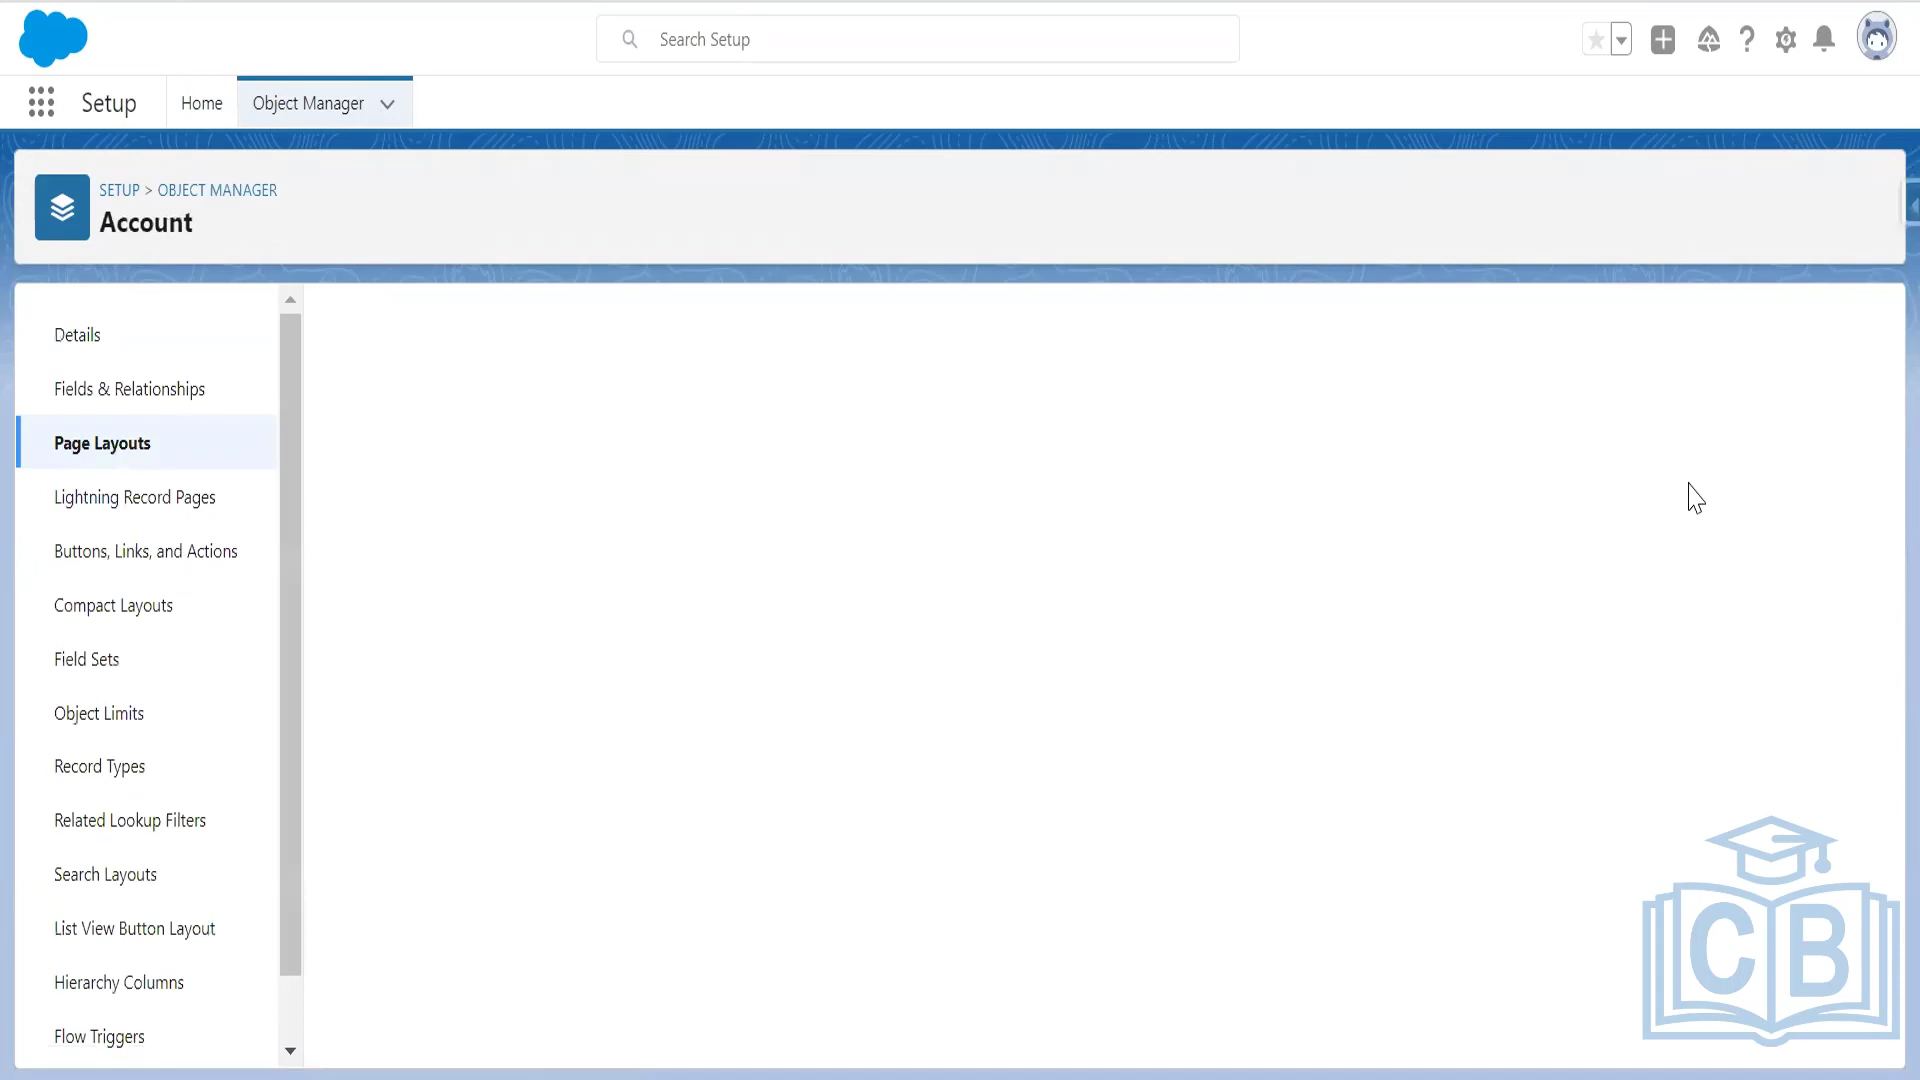 Search Setup
Setup
Home
Object Manager
SETUP > OBJECT MANAGER
Account
Details
Fields & Relationships
Page Layouts
Lightning Record Pages
Buttons, Links, and Actions
Compact Layouts
Field Sets
Object Limits
Record Types
Related Lookup Filters
Search Layouts
List View Button Layout
Hierarchy Columns
Flow Triggers
CB